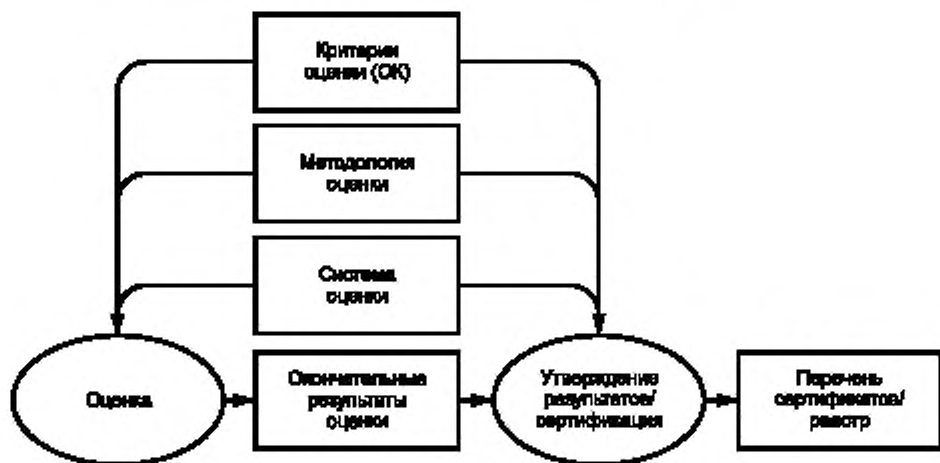 Критерии
оценки (ОК)
Методология
оценки
Система
оценки
Оценка
Окончательные
результаты
оценки
Утверждение
результатов/
сертификация
Перечень
сертификатов/
реестр